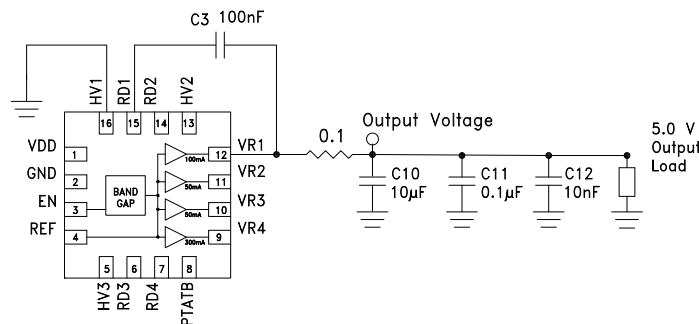 C3 100nF
HV1
RD1
RD2
HV2
16
15
14
13
Output Voltage
0.1
5.0 V
Output
Load
VDD
1
GND
2
EN
3
REF
4
BAND
GAP
100mA
50mA
50mA
300mA
12
VR1
11
VR2
10
VR3
9
VR4
C10
10µF
C11
0.1µF
C12
10nF
5
6
7
8
HV3
RD3
RD4
PTATB